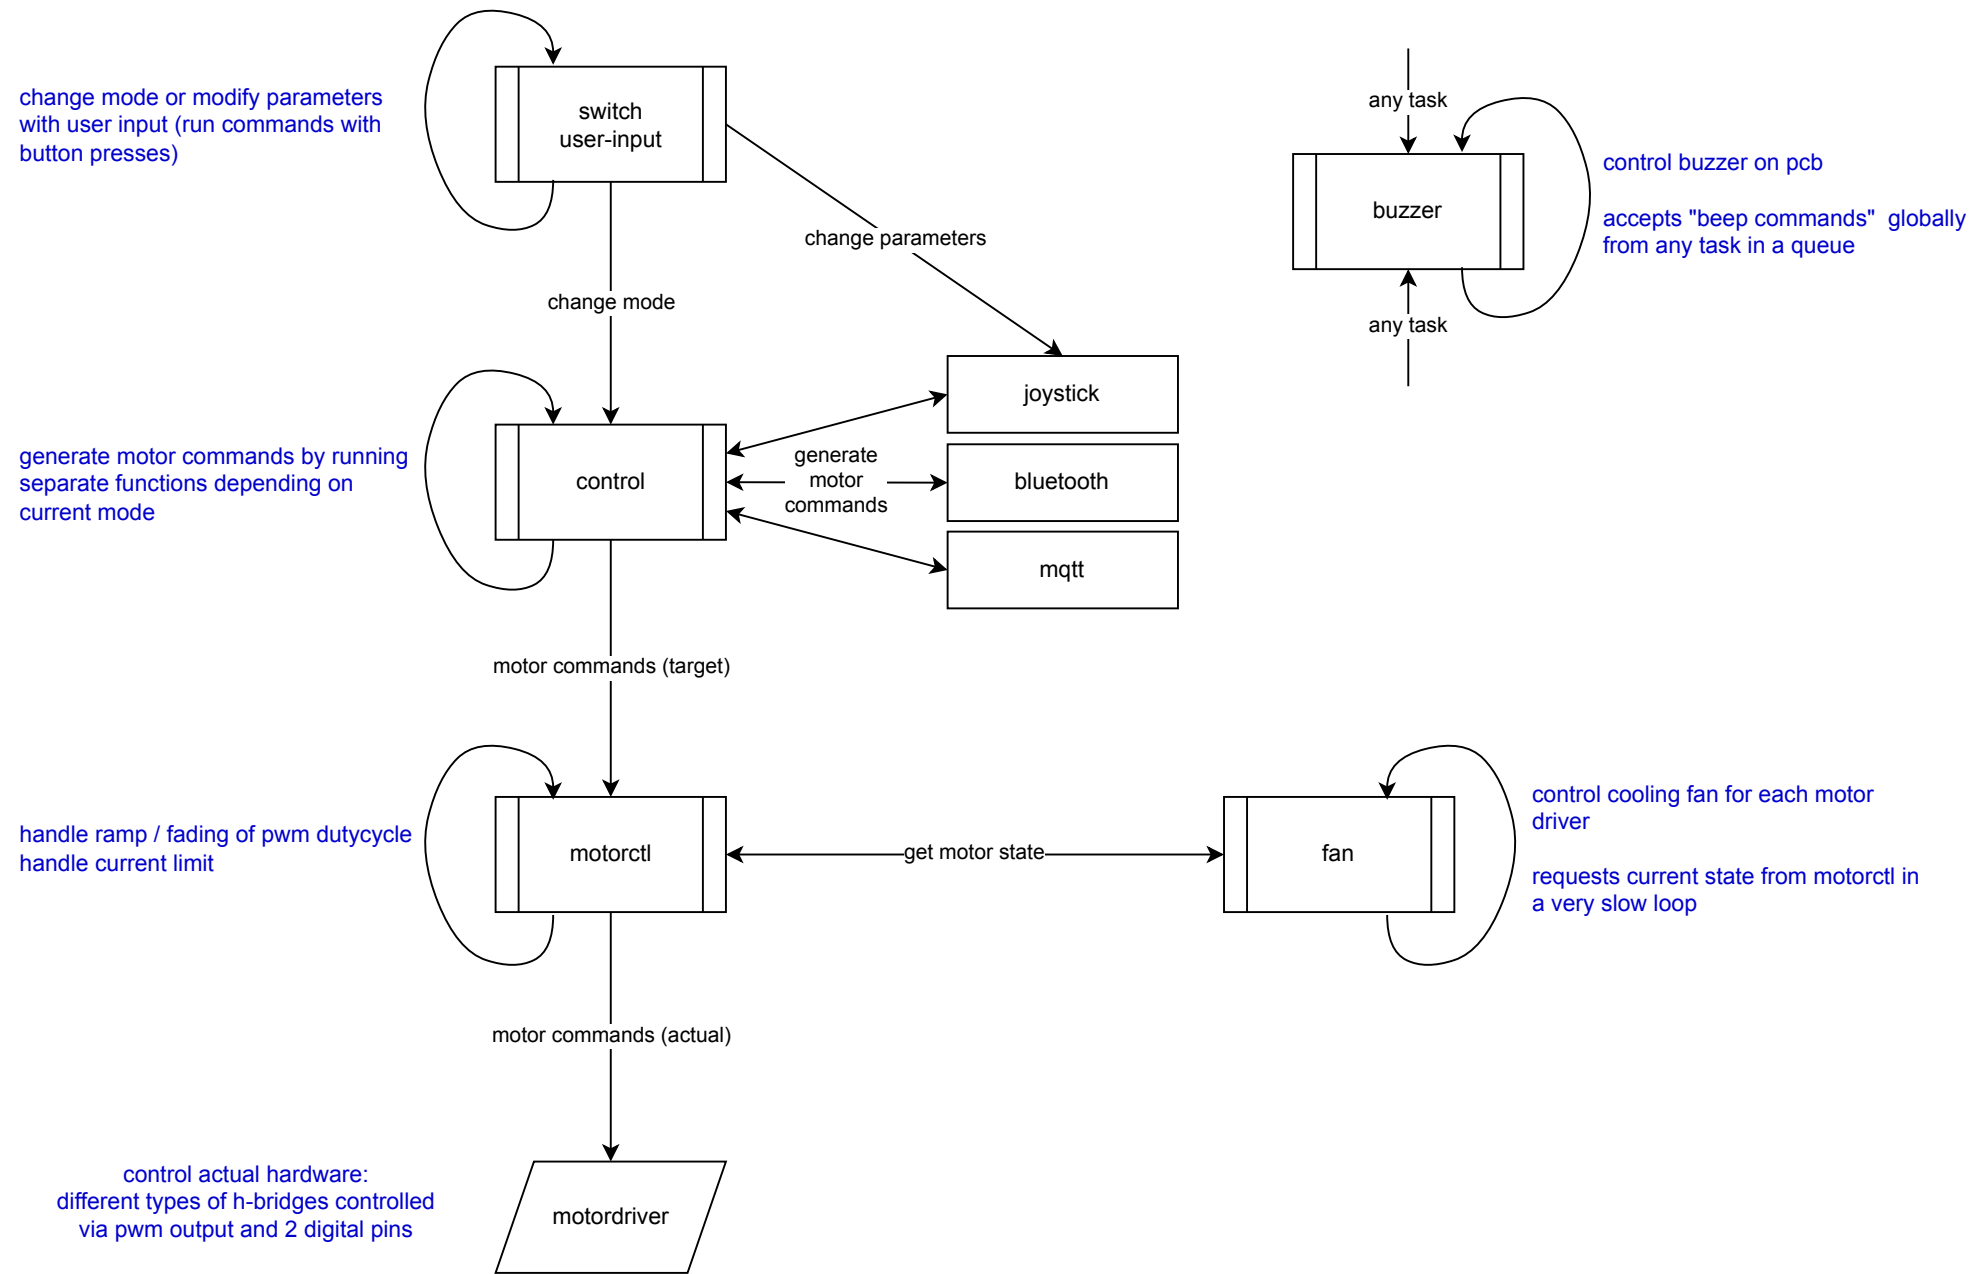 change mode or modify parameters
with user input (run commands with
button presses)
switch
user-input
change parameters
change mode
any task
buzzer
any task
control buzzer on pcb
accepts "beep commands"  globally
from any task in a queue
generate motor commands by running
separate functions depending on
current mode
control
generate
motor
commands
joystick
bluetooth
mqtt
motor commands (target)
handle ramp / fading of pwm dutycycle
handle current limit
motorctl
get motor state
fan
control cooling fan for each motor
driver
requests current state from motorctl in
a very slow loop
motor commands (actual)
control actual hardware:
different types of h-bridges controlled
via pwm output and 2 digital pins
motordriver